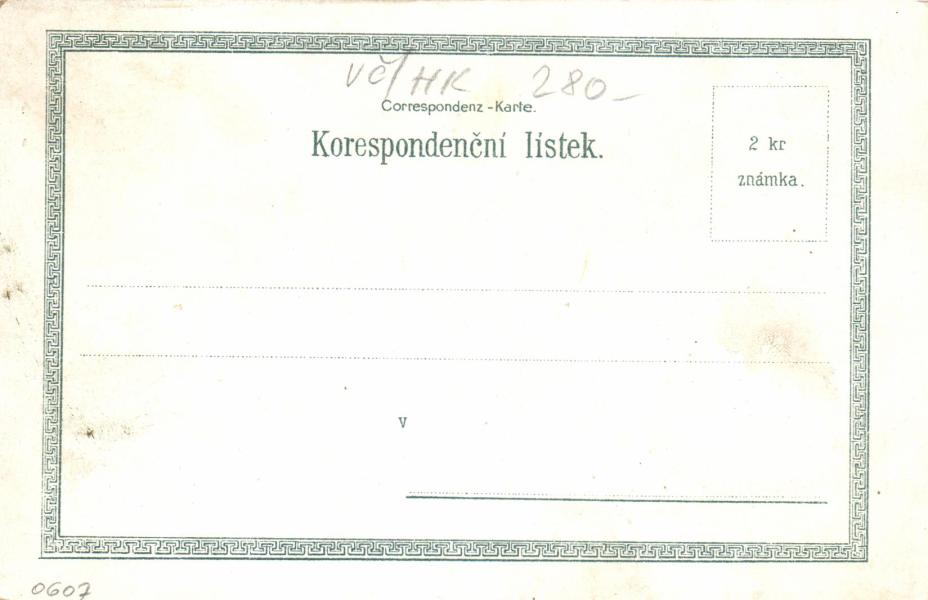 vč/HK 280-
Correspondenz-Karte.
Korespondenční lístek.
2 kr
známka.
v
0607